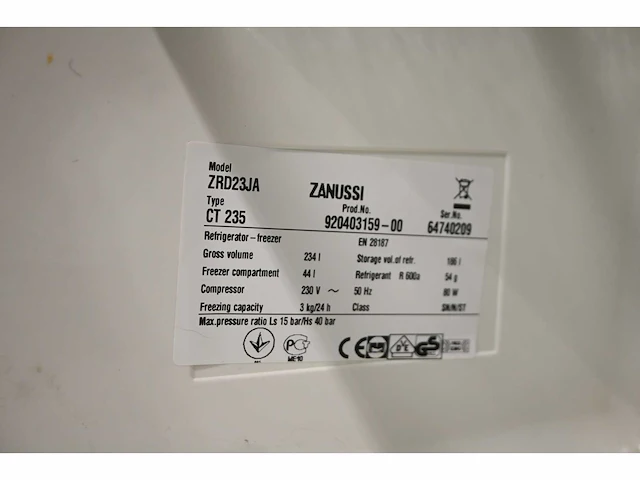 Model
ZRD23JA
ZANUSSI
Type
Prod.No.
Ser.No.
CT 235
920403159-00
64740209
Refrigerator-freezer
EN 28187
Gross volume 234 l Storage vol.of refr. 186 l
Freezer compartment 44 l Refrigerant R 600a 54 g
Compressor 230 V ~ 50 Hz 80 W
Freezing capacity 3 kg/24 h Class SN/N/ST
Max.pressure ratio Ls 15 bar/Hs 40 bar
ME10
CE
GS